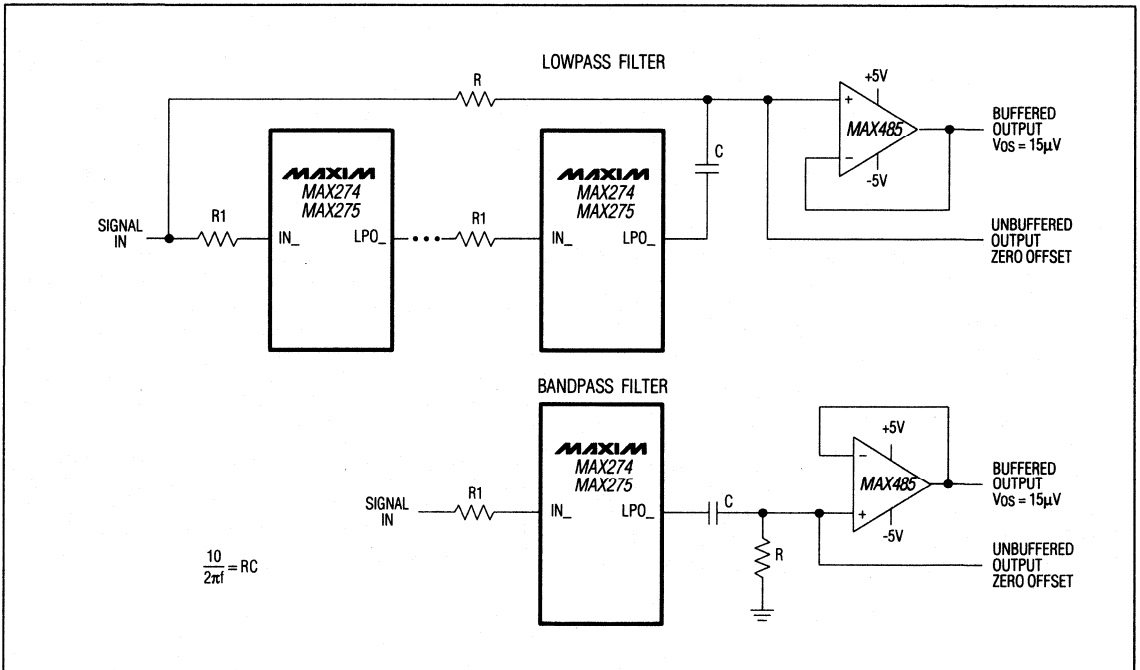 LOWPASS FILTER
R
+5V
+
MAX485
−
-5V
BUFFERED
OUTPUT
VOS = 15µV
C
MAXIM
MAX274
MAX275
MAXIM
MAX274
MAX275
SIGNAL
IN
R1
IN_
LPO_
R1
IN_
LPO_
UNBUFFERED
OUTPUT
ZERO OFFSET
BANDPASS FILTER
MAXIM
MAX274
MAX275
SIGNAL
IN
R1
IN_
LPO_
C
R
+5V
−
MAX485
+
-5V
BUFFERED
OUTPUT
VOS = 15µV
UNBUFFERED
OUTPUT
ZERO OFFSET
10
2πf
=RC